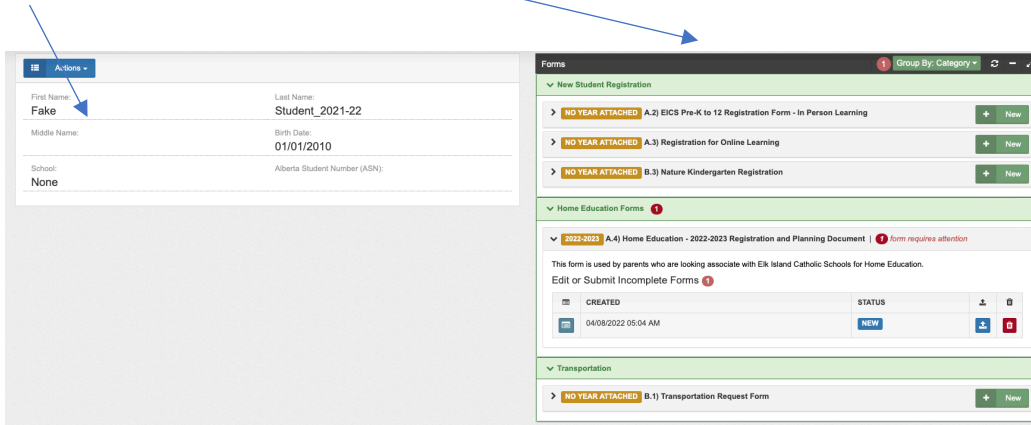 Actions
First Name:
Fake
Last Name:
Student_2021-22
Middle Name:
Birth Date:
01/01/2010
School:
None
Alberta Student Number (ASN):
Forms
1 Group By: Category
New Student Registration
NO YEAR ATTACHED A.2) EICS Pre-K to 12 Registration Form - In Person Learning
+ New
NO YEAR ATTACHED A.3) Registration for Online Learning
+ New
NO YEAR ATTACHED B.3) Nature Kindergarten Registration
+ New
Home Education Forms 1
2022-2023 A.4) Home Education - 2022-2023 Registration and Planning Document | 1 form requires attention
This form is used by parents who are looking associate with Elk Island Catholic Schools for Home Education.
Edit or Submit Incomplete Forms 1
CREATED STATUS
04/08/2022 05:04 AM NEW
Transportation
NO YEAR ATTACHED B.1) Transportation Request Form
+ New